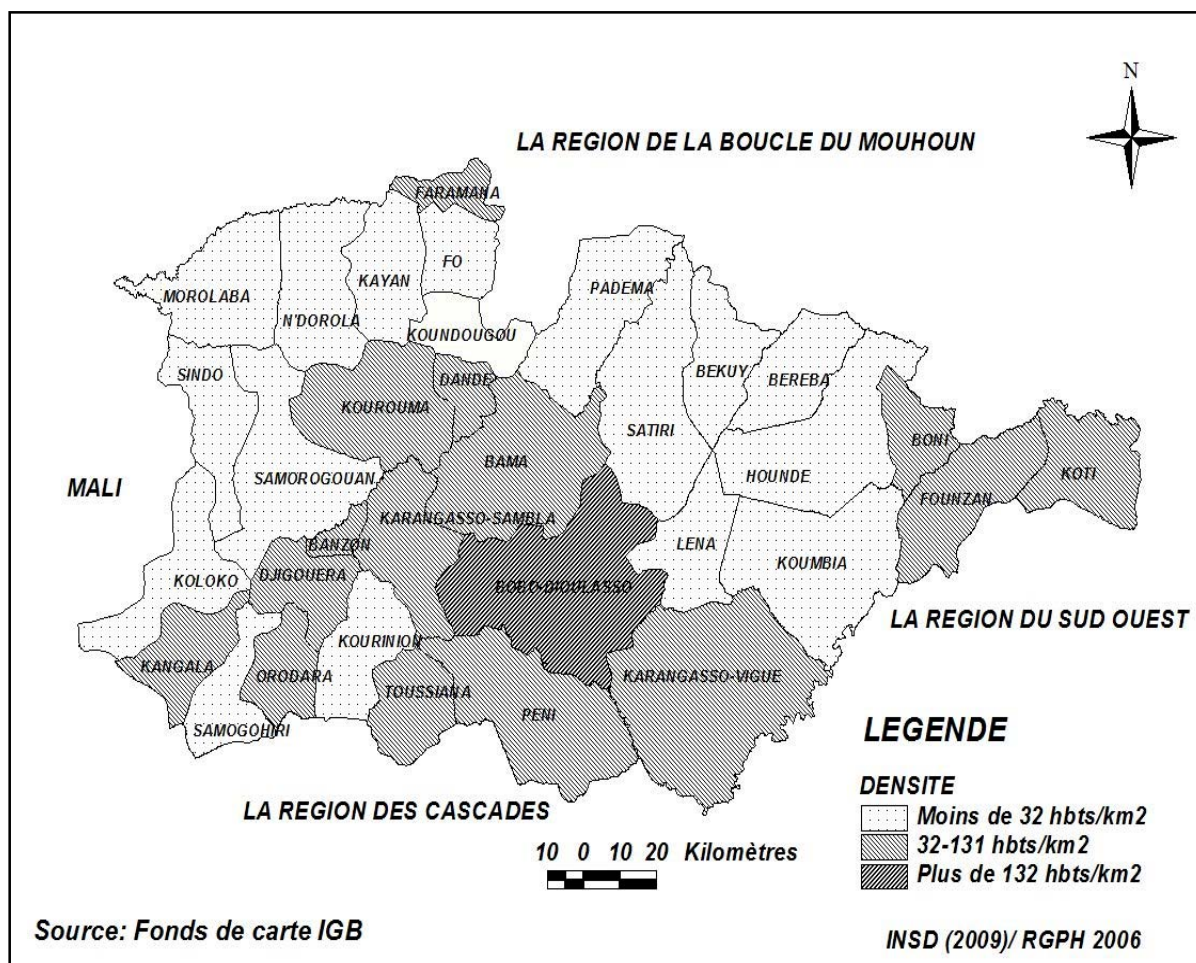 N
LA REGION DE LA BOUCLE DU MOUHOUN
FARAMANA
FO
KAYAN
PADEMA
MOROLABA
N'DOROLA
KOUNDOUGOU
SINDO
DANDE
BEKUY
BEREBA
KOUROUMA
SATIRI
BONI
BAMA
MALI
SAMOROGOUAN
HOUNDE
KOTI
FOUNZAN
KARANGASSO-SAMBLA
BANZON
LENA
KOUMBIA
KOLOKO
DJIGOUERA
BOBO-DIOULASSO
LA REGION DU SUD OUEST
KOURINION
KANGALA
ORODARA
KARANGASSO-VIGUE
TOUSSIANA
PENI
SAMOGOHIRI
LEGENDE
DENSITE
LA REGION DES CASCADES
Moins de 32 hbts/km2
32-131 hbts/km2
Plus de 132 hbts/km2
10 0 10 20 Kilomètres
Source: Fonds de carte IGB
INSD (2009)/ RGPH 2006